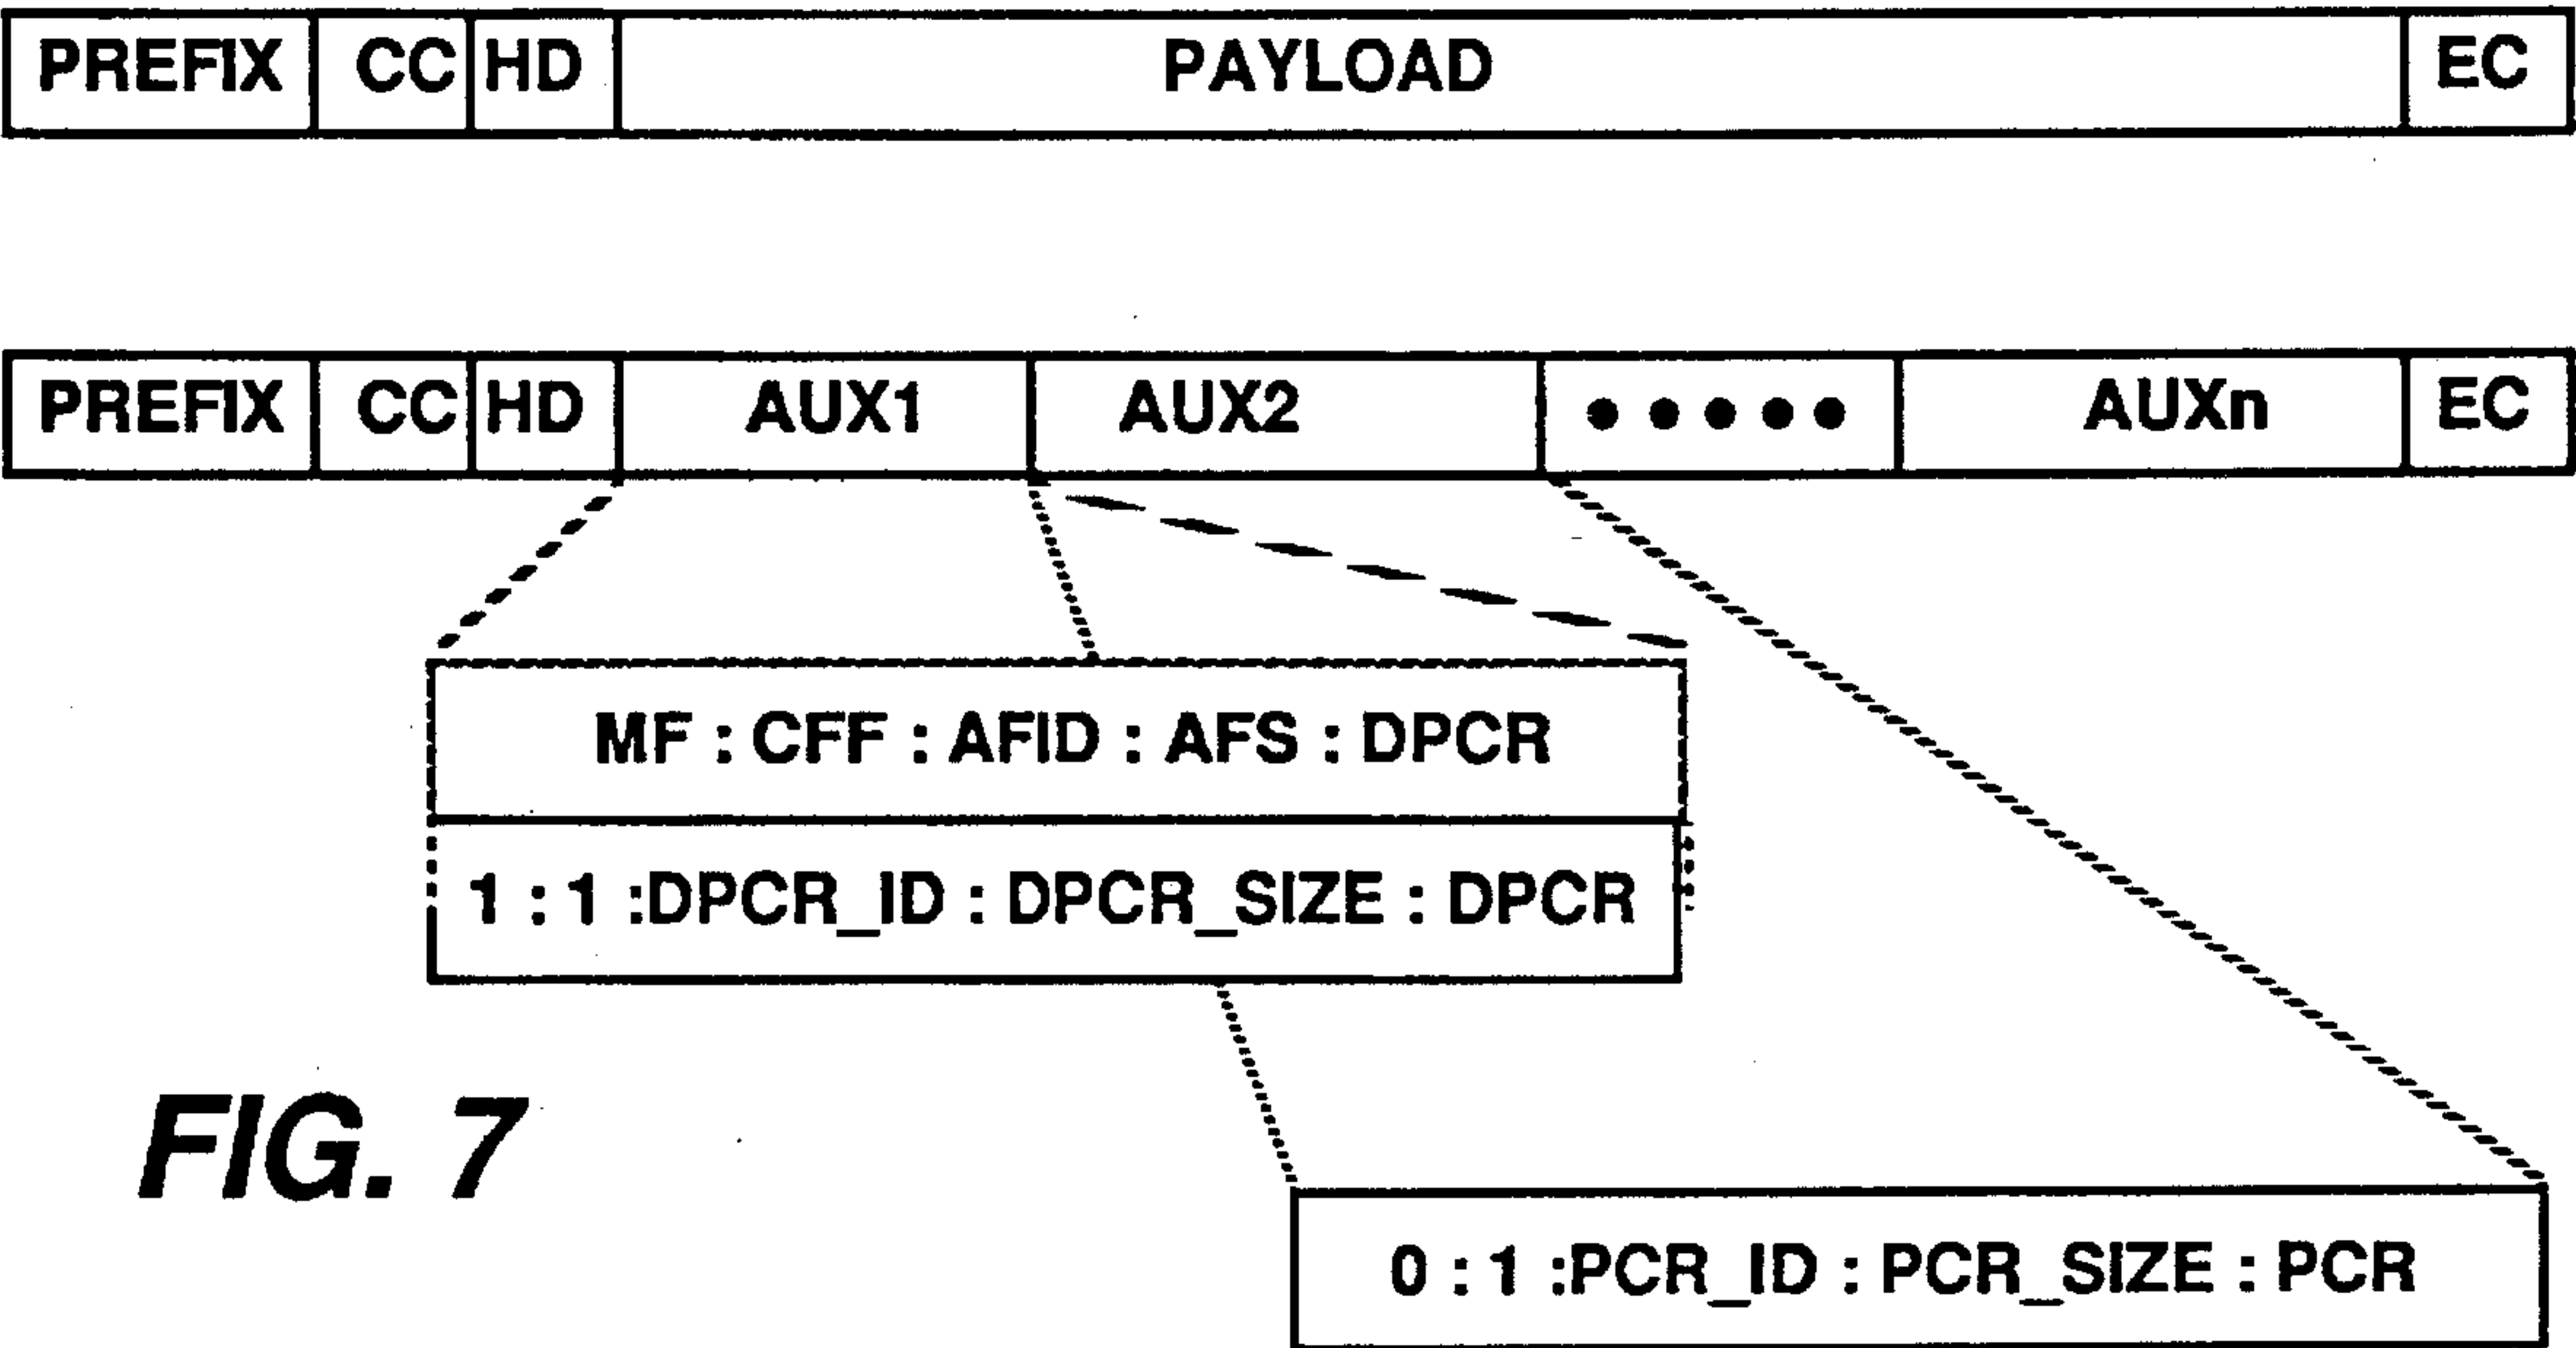 PREFIX CC HD PAYLOAD EC
PREFIX CC HD AUX1 AUX2 ••••• AUXn EC
MF : CFF : AFID : AFS : DPCR
1 : 1 :DPCR_ID : DPCR_SIZE : DPCR
FIG. 7
0 : 1 :PCR_ID : PCR_SIZE : PCR